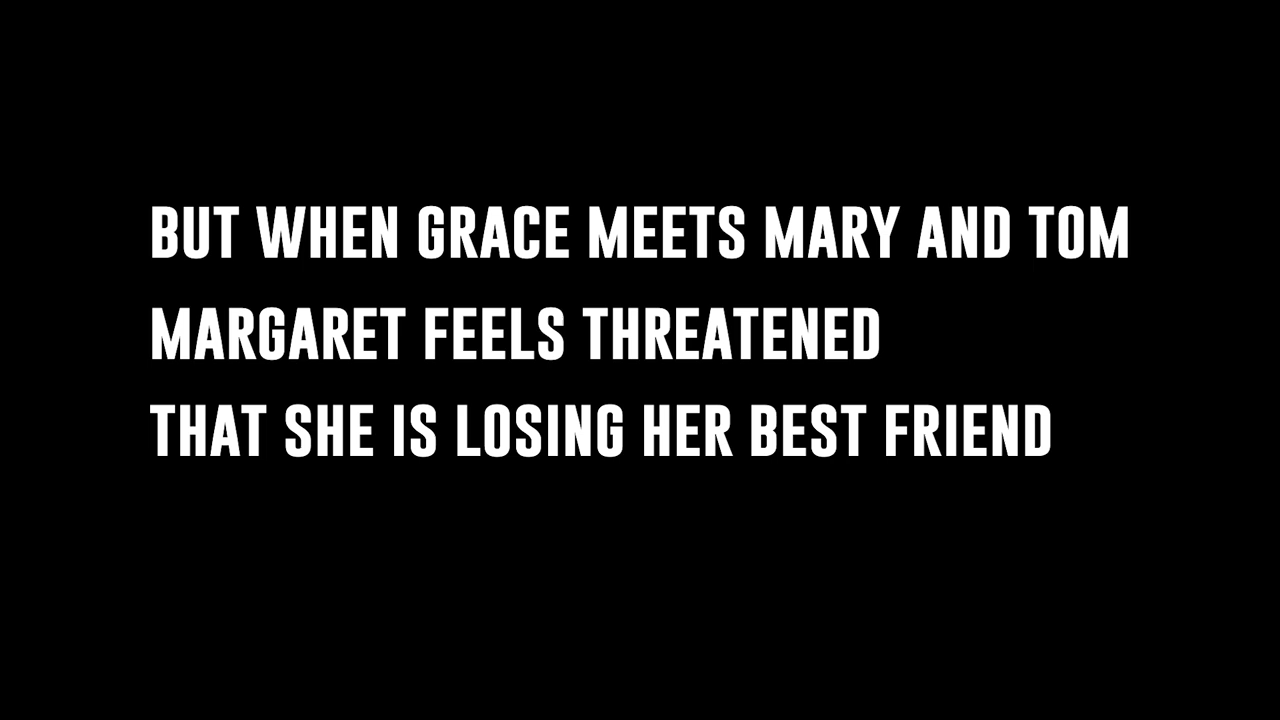 BUT WHEN GRACE MEETS MARY AND TOM
MARGARET FEELS THREATENED
THAT SHE IS LOSING HER BEST FRIEND